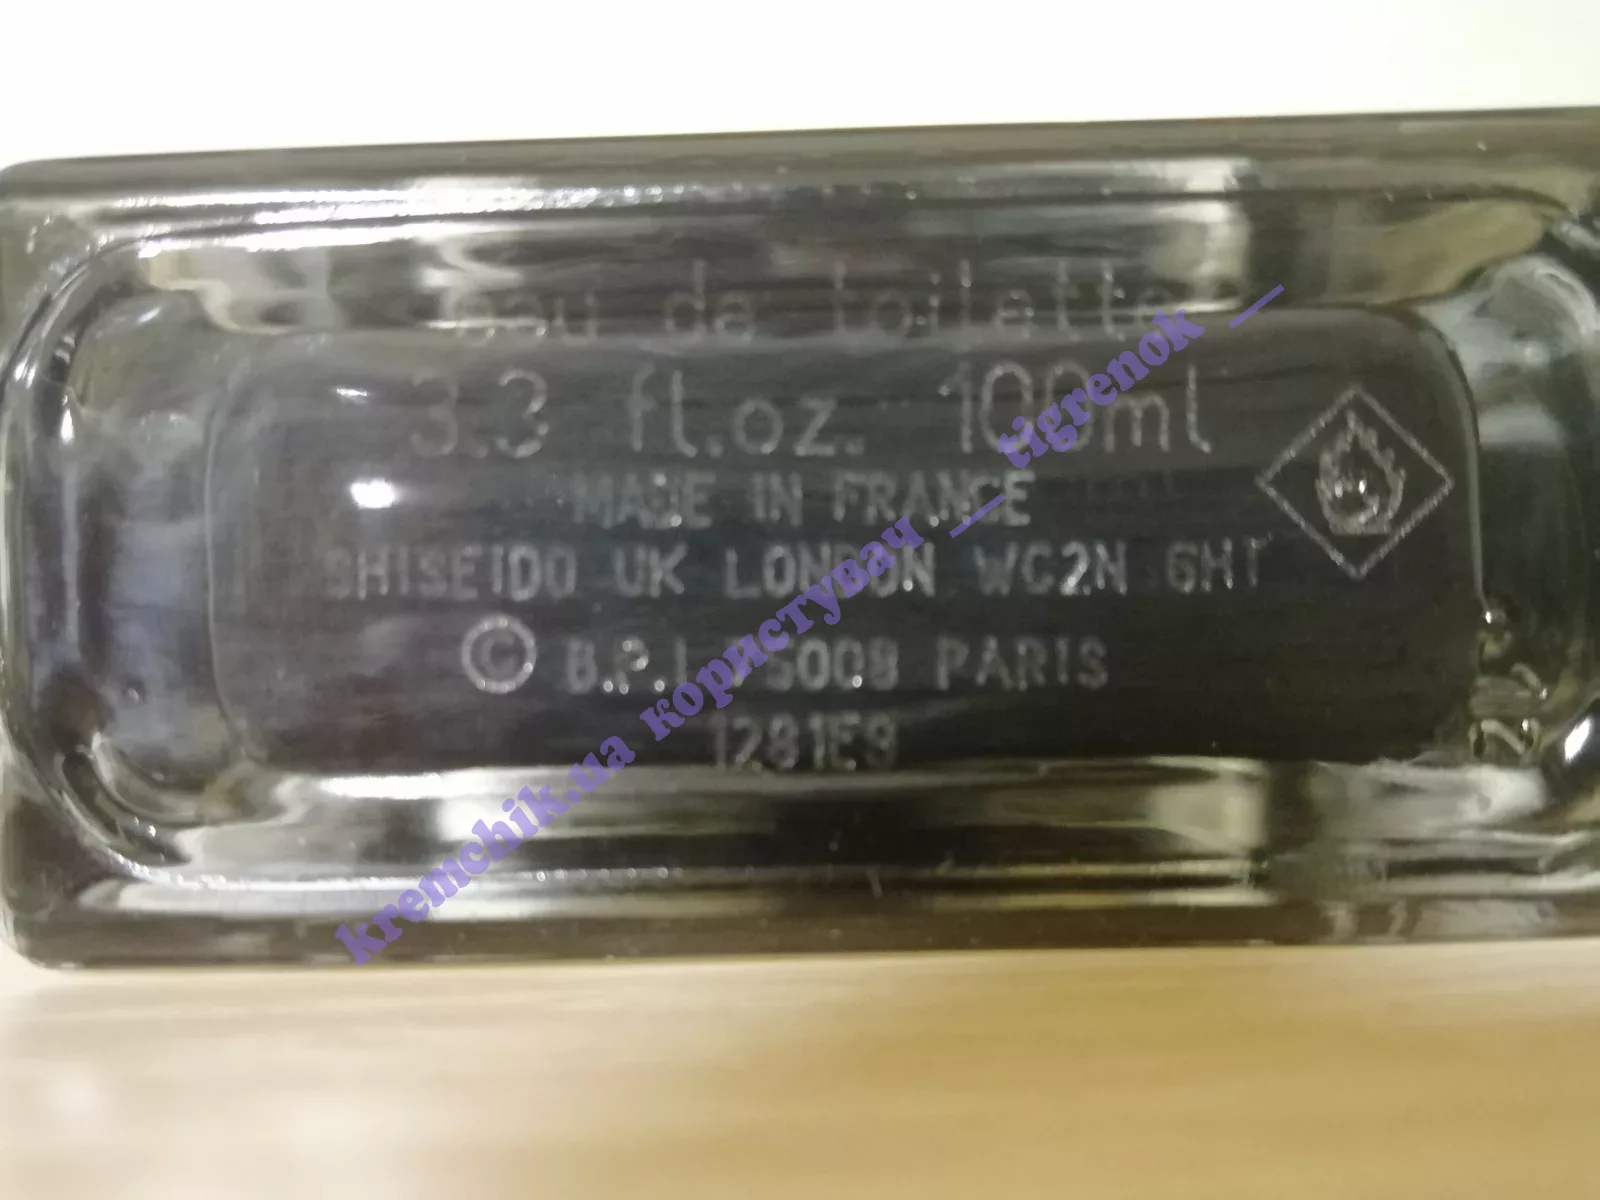 eau de toilette
3.3 fl.oz. 100ml
MADE IN FRANCE
SHISEIDO UK LONDON WC2N 6HT
© B.P.I. 75008 PARIS
1281E9
kremchik.ua користувач __tigrenok__